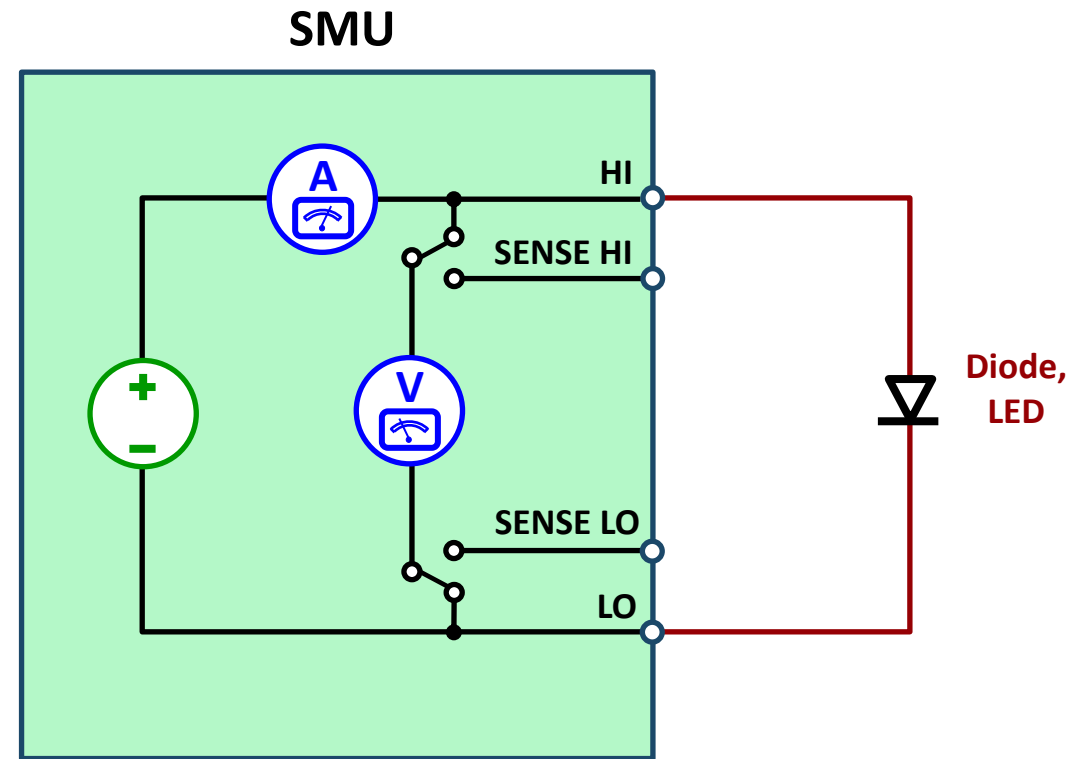 SMU
A
HI
SENSE HI
+
−
V
Diode,
LED
SENSE LO
LO